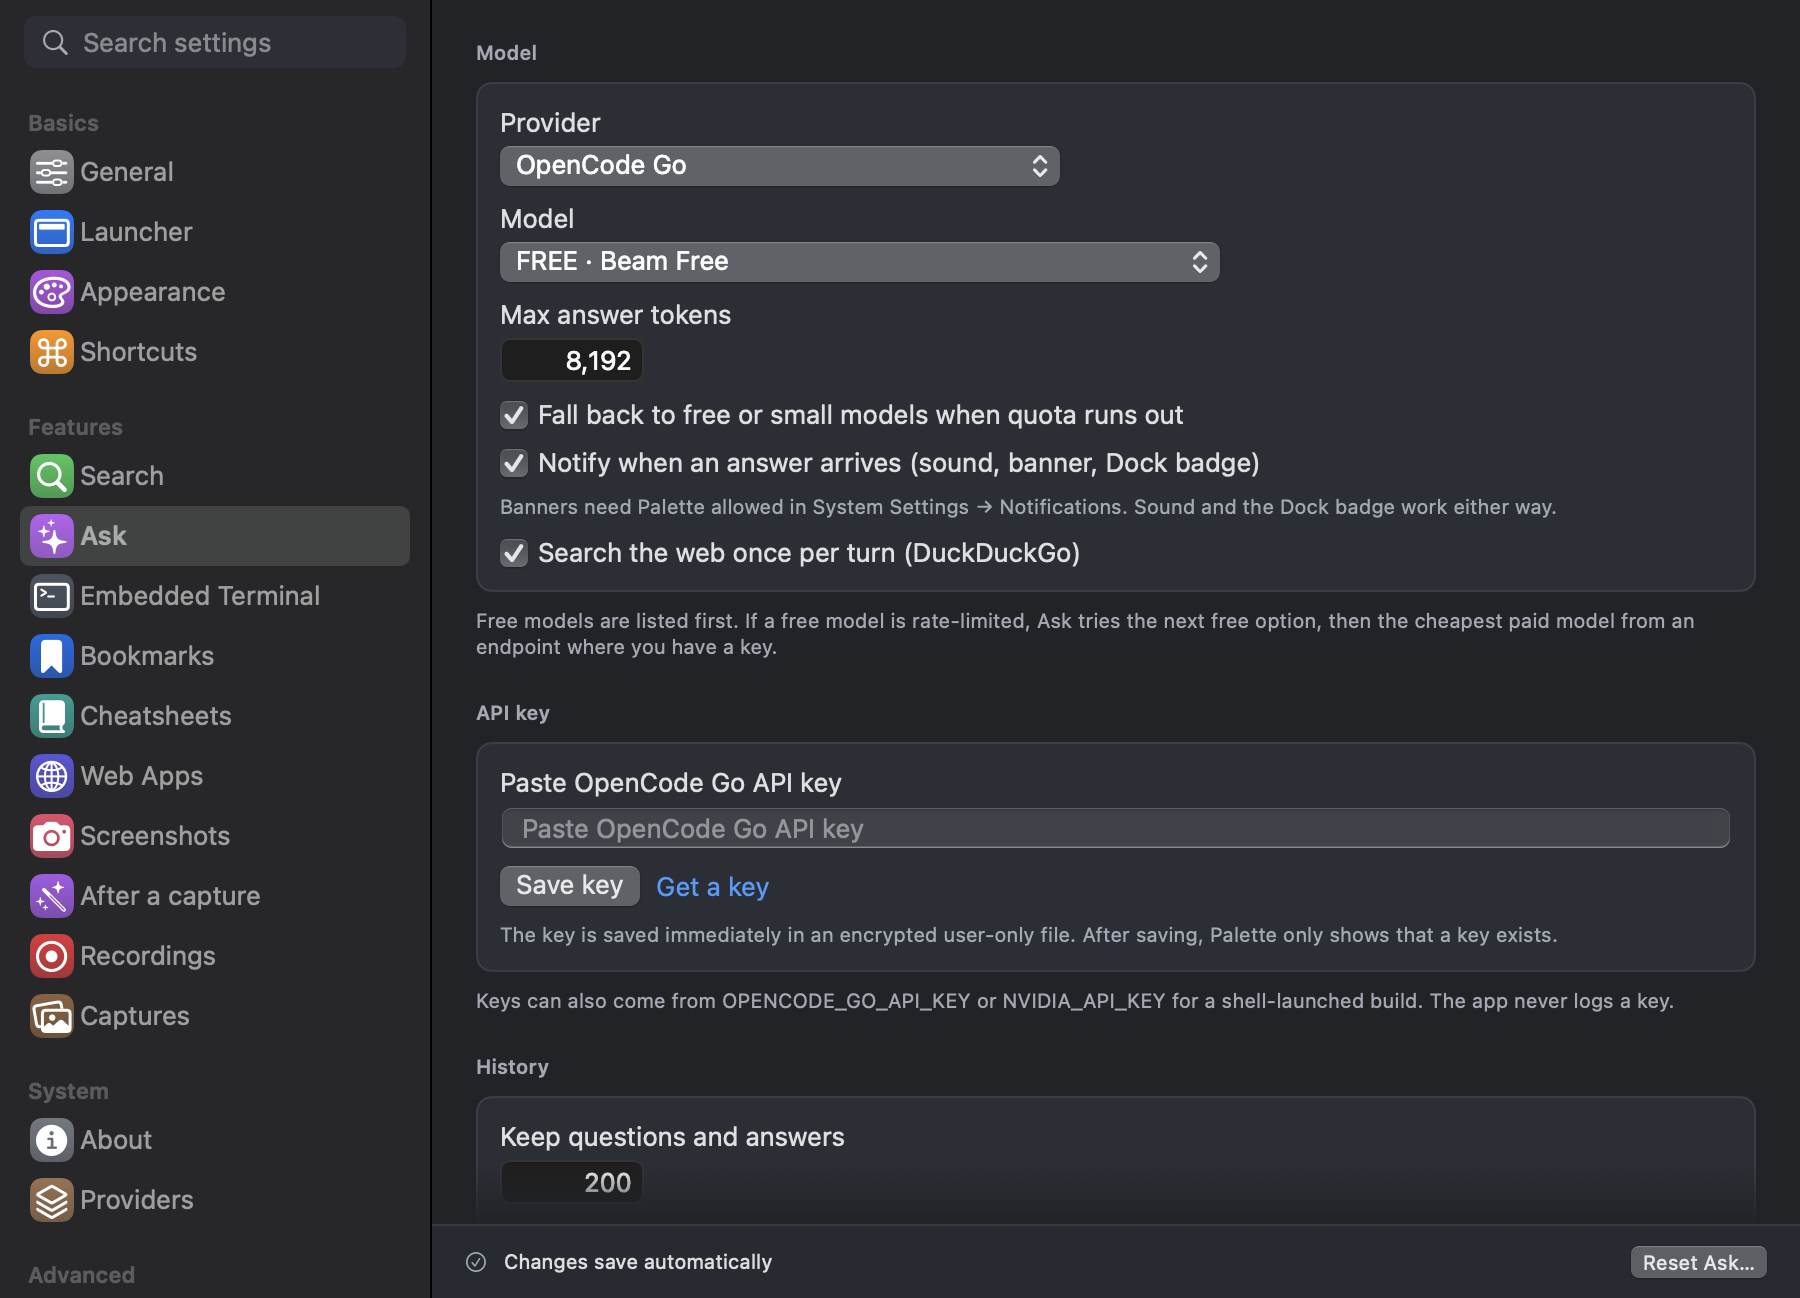 Search settings
Basics
General
Launcher
Appearance
Shortcuts
Features
Search
Ask
Embedded Terminal
Bookmarks
Cheatsheets
Web Apps
Screenshots
After a capture
Recordings
Captures
System
About
Providers
Advanced
Model
Provider
OpenCode Go
Model
FREE · Beam Free
Max answer tokens
8,192
Fall back to free or small models when quota runs out
Notify when an answer arrives (sound, banner, Dock badge)
Banners need Palette allowed in System Settings → Notifications. Sound and the Dock badge work either way.
Search the web once per turn (DuckDuckGo)
Free models are listed first. If a free model is rate-limited, Ask tries the next free option, then the cheapest paid model from an
endpoint where you have a key.
API key
Paste OpenCode Go API key
Paste OpenCode Go API key
Save key Get a key
The key is saved immediately in an encrypted user-only file. After saving, Palette only shows that a key exists.
Keys can also come from OPENCODE_GO_API_KEY or NVIDIA_API_KEY for a shell-launched build. The app never logs a key.
History
Keep questions and answers
200
Changes save automatically
Reset Ask...